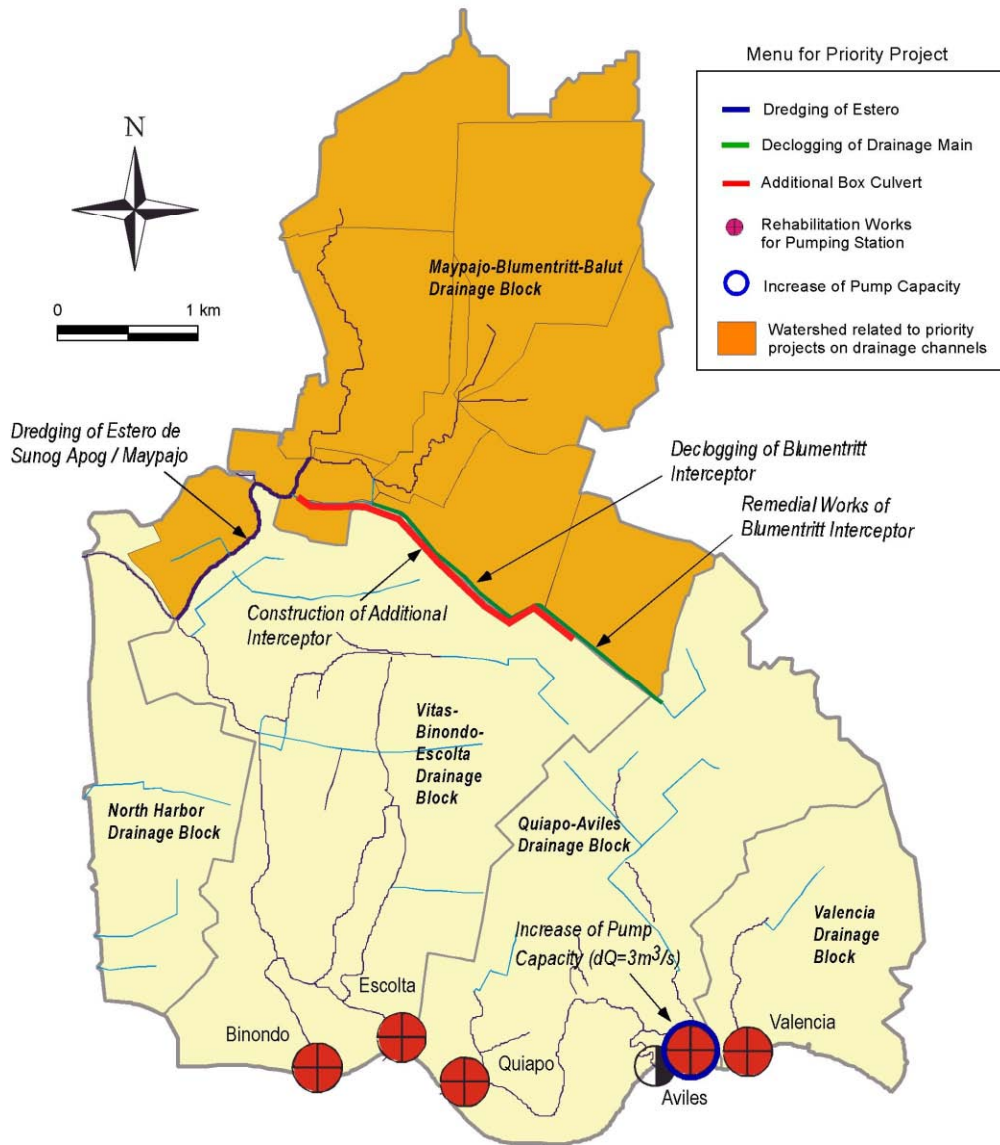 Menu for Priority Project
Dredging of Estero
Declogging of Drainage Main
Additional Box Culvert
Rehabilitation Works
for Pumping Station
Increase of Pump Capacity
Watershed related to priority
projects on drainage channels
N
0 1 km
Maypajo-Blumentritt-Balut
Drainage Block
Dredging of Estero de
Sunog Apog / Maypajo
Declogging of Blumentritt
Interceptor
Remedial Works of
Blumentritt Interceptor
Construction of Additional
Interceptor
Vitas-
Binondo-
Escolta
Drainage
Block
North Harbor
Drainage Block
Quiapo-Aviles
Drainage Block
Valencia
Drainage
Block
Increase of Pump
Capacity (dQ=3m³/s)
Escolta
Binondo
Quiapo
Aviles
Valencia